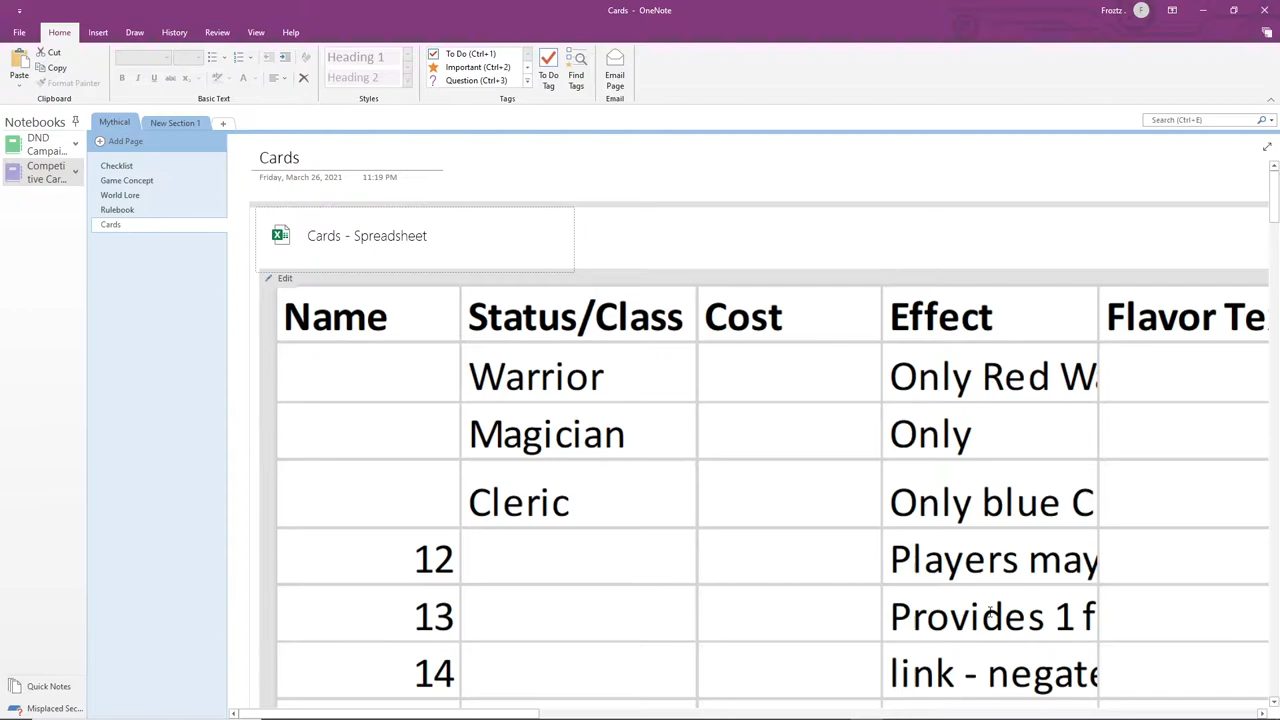 Cards - OneNote
Froztz .
F
File
Home
Insert
Draw
History
Review
View
Help
Paste
Cut
Copy
Format Painter
Clipboard
Basic Text
Heading 1
Heading 2
Styles
To Do (Ctrl+1)
Important (Ctrl+2)
Question (Ctrl+3)
To Do
Tag
Find
Tags
Tags
Email
Page
Email
Notebooks
DND
Campai...
Competi
tive Car...
Mythical
New Section 1
Search (Ctrl+E)
Add Page
Checklist
Game Concept
World Lore
Rulebook
Cards
Cards
Friday, March 26, 2021 11:19 PM
Cards - Spreadsheet
Edit
Name Status/Class Cost Effect Flavor Te
Warrior Only Red Wa
Magician Only
Cleric Only blue C
12 Players may
13 Provides 1 f
14 link - negate
Quick Notes
Misplaced Sec...